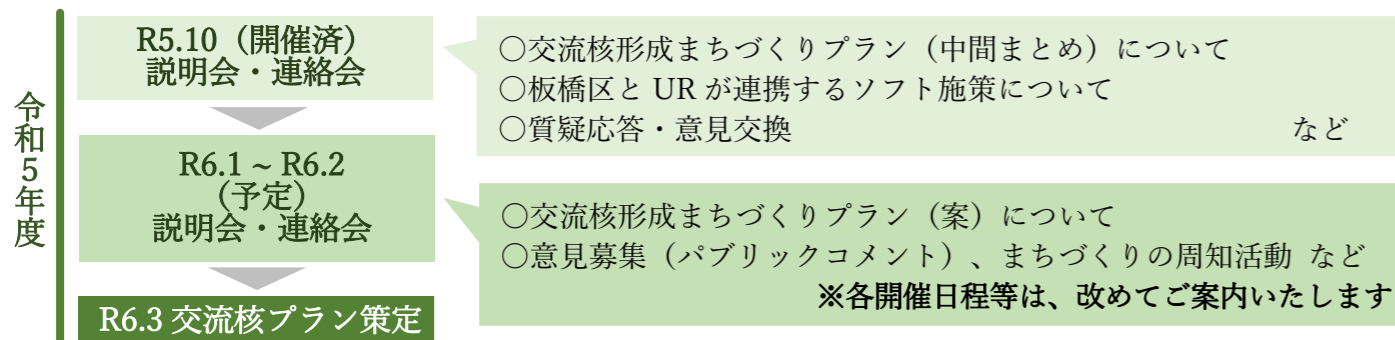 令和5年度
R5.10（開催済）
説明会・連絡会
○交流核形成まちづくりプラン（中間まとめ）について
○板橋区と UR が連携するソフト施策について
○質疑応答・意見交換 など
R6.1 ~ R6.2
（予定）
説明会・連絡会
○交流核形成まちづくりプラン（案）について
○意見募集（パブリックコメント）、まちづくりの周知活動 など
※各開催日程等は、改めてご案内いたします
R6.3 交流核プラン策定